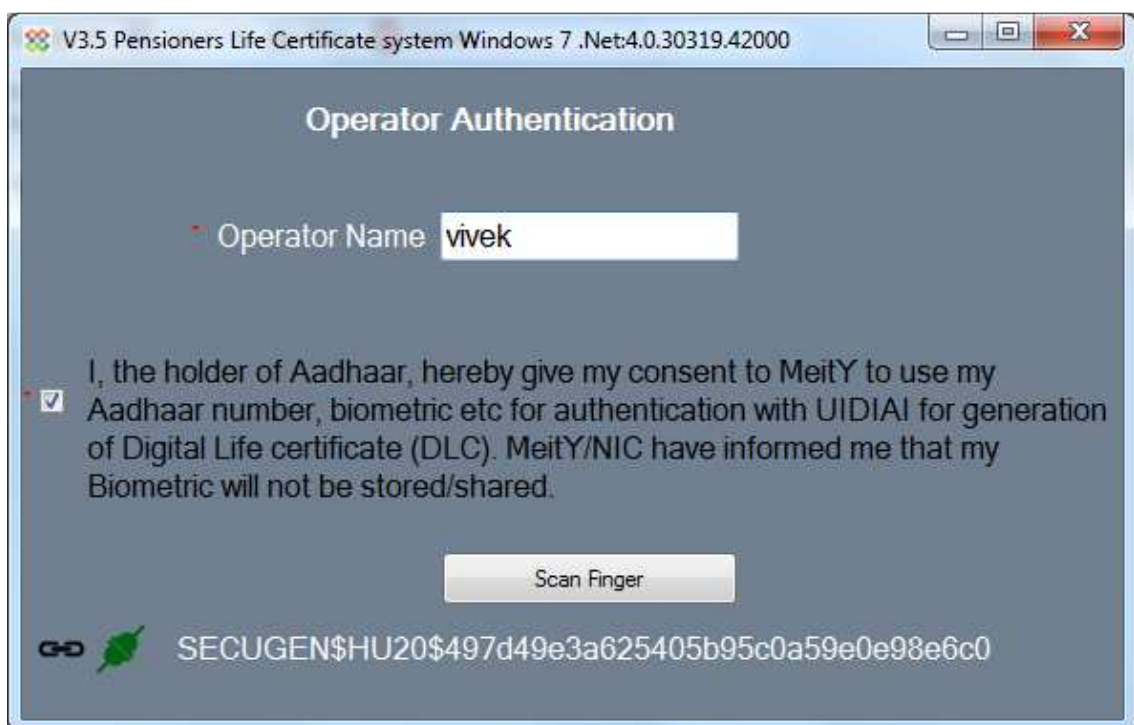 V3.5 Pensioners Life Certificate system Windows 7 .Net:4.0.30319.42000
Operator Authentication
* Operator Name vivek
* I, the holder of Aadhaar, hereby give my consent to MeitY to use my
Aadhaar number, biometric etc for authentication with UIDIAI for generation
of Digital Life certificate (DLC). MeitY/NIC have informed me that my
Biometric will not be stored/shared.
Scan Finger
SECUGEN$HU20$497d49e3a625405b95c0a59e0e98e6c0